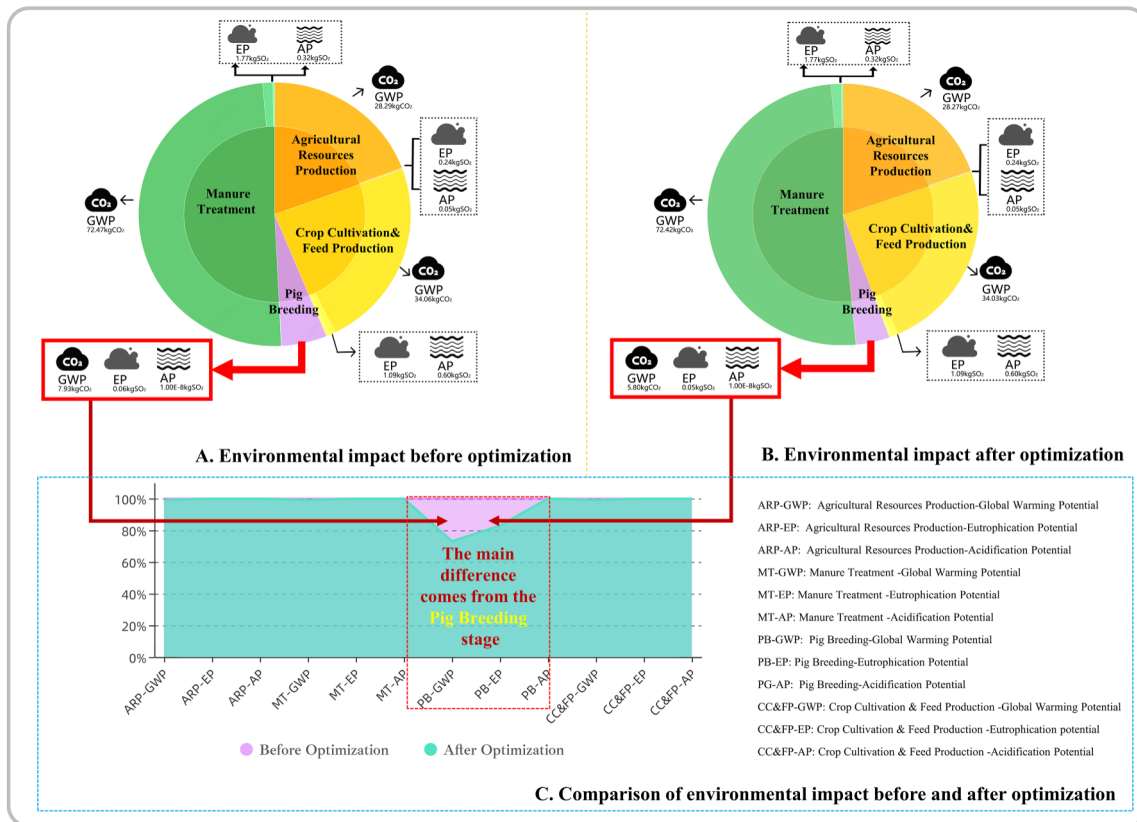 EP
1.77kgSO₂
AP
0.32kgSO₂
CO₂
GWP
28.29kgCO₂
Agricultural
Resources
Production
EP
0.24kgSO₂
AP
0.05kgSO₂
Manure
Treatment
CO₂
GWP
72.47kgCO₂
Crop Cultivation&
Feed Production
CO₂
GWP
34.06kgCO₂
Pig
Breeding
EP
1.09kgSO₂
AP
0.60kgSO₂
CO₂
GWP
7.93kgCO₂
EP
0.06kgSO₂
AP
1.00E-8kgSO₂
A. Environmental impact before optimization
EP
1.77kgSO₂
AP
0.32kgSO₂
CO₂
GWP
28.27kgCO₂
Agricultural
Resources
Production
EP
0.24kgSO₂
AP
0.05kgSO₂
Manure
Treatment
CO₂
GWP
72.42kgCO₂
Crop Cultivation&
Feed Production
CO₂
GWP
34.03kgCO₂
Pig
Breeding
EP
1.09kgSO₂
AP
0.60kgSO₂
CO₂
GWP
5.80kgCO₂
EP
0.05kgSO₂
AP
1.00E-8kgSO₂
B. Environmental impact after optimization
100%
80%
60%
40%
20%
0%
The main
difference
comes from the
Pig Breeding
stage
ARP-GWP
ARP-EP
ARP-AP
MT-GWP
MT-EP
MT-AP
PB-GWP
PB-EP
PB-AP
CC&FP-GWP
CC&FP-EP
CC&FP-AP
Before Optimization
After Optimization
ARP-GWP: Agricultural Resources Production-Global Warming Potential
ARP-EP: Agricultural Resources Production-Eutrophication Potential
ARP-AP: Agricultural Resources Production-Acidification Potential
MT-GWP: Manure Treatment -Global Warming Potential
MT-EP: Manure Treatment -Eutrophication Potential
MT-AP: Manure Treatment -Acidification Potential
PB-GWP: Pig Breeding-Global Warming Potential
PB-EP: Pig Breeding-Eutrophication Potential
PG-AP: Pig Breeding-Acidification Potential
CC&FP-GWP: Crop Cultivation & Feed Production -Global Warming Potential
CC&FP-EP: Crop Cultivation & Feed Production -Eutrophication potential
CC&FP-AP: Crop Cultivation & Feed Production -Acidification Potential
C. Comparison of environmental impact before and after optimization